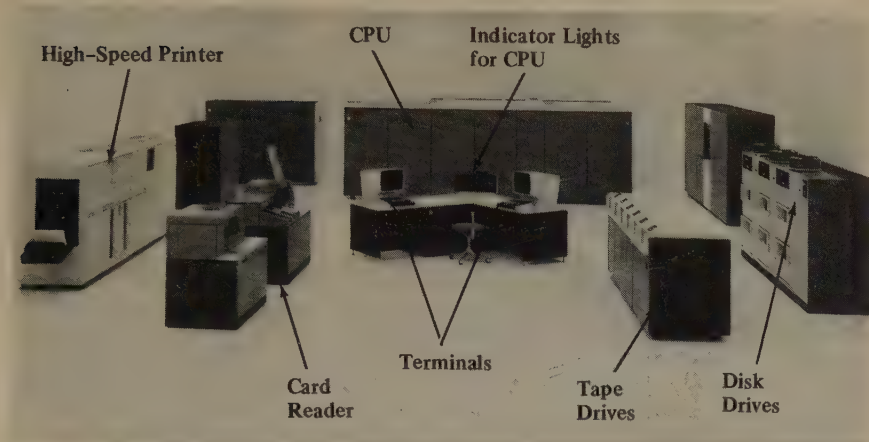 CPU
Indicator Lights
for CPU
High-Speed Printer
Terminals
Card
Reader
Tape
Drives
Disk
Drives